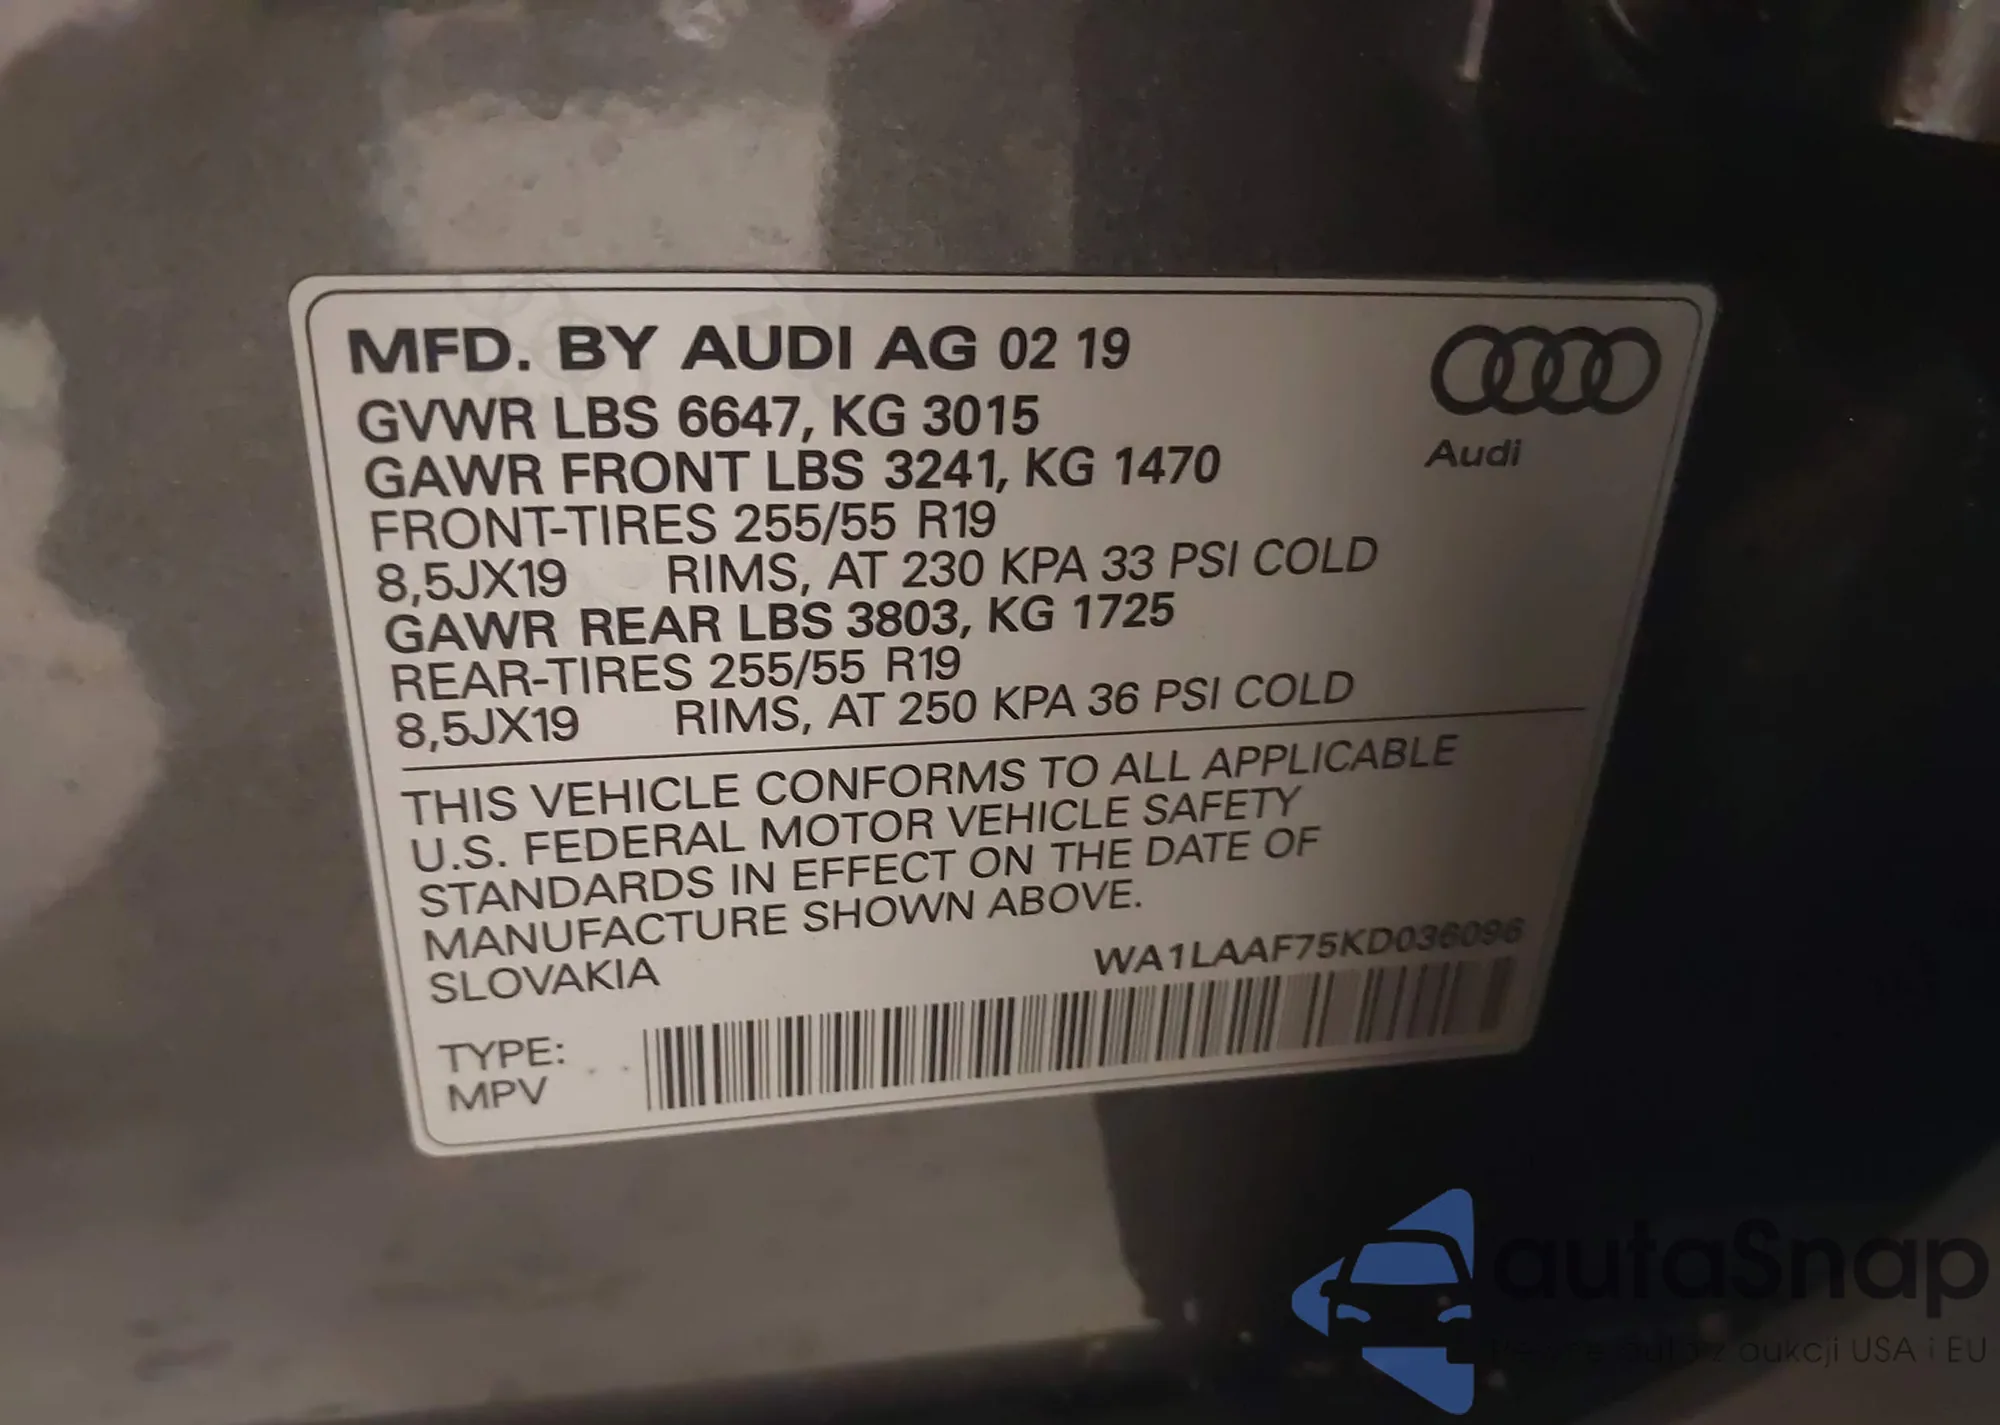 MFD. BY AUDI AG 02 19
GVWR LBS 6647, KG 3015
GAWR FRONT LBS 3241, KG 1470
FRONT-TIRES 255/55 R19
8,5JX19 RIMS, AT 230 KPA 33 PSI COLD
GAWR REAR LBS 3803, KG 1725
REAR-TIRES 255/55 R19
8,5JX19 RIMS, AT 250 KPA 36 PSI COLD
Audi
THIS VEHICLE CONFORMS TO ALL APPLICABLE
U.S. FEDERAL MOTOR VEHICLE SAFETY
STANDARDS IN EFFECT ON THE DATE OF
MANUFACTURE SHOWN ABOVE.
SLOVAKIA WA1LAAF75KD036096
TYPE:
MPV
autaSnap
auta z aukcji USA i EU